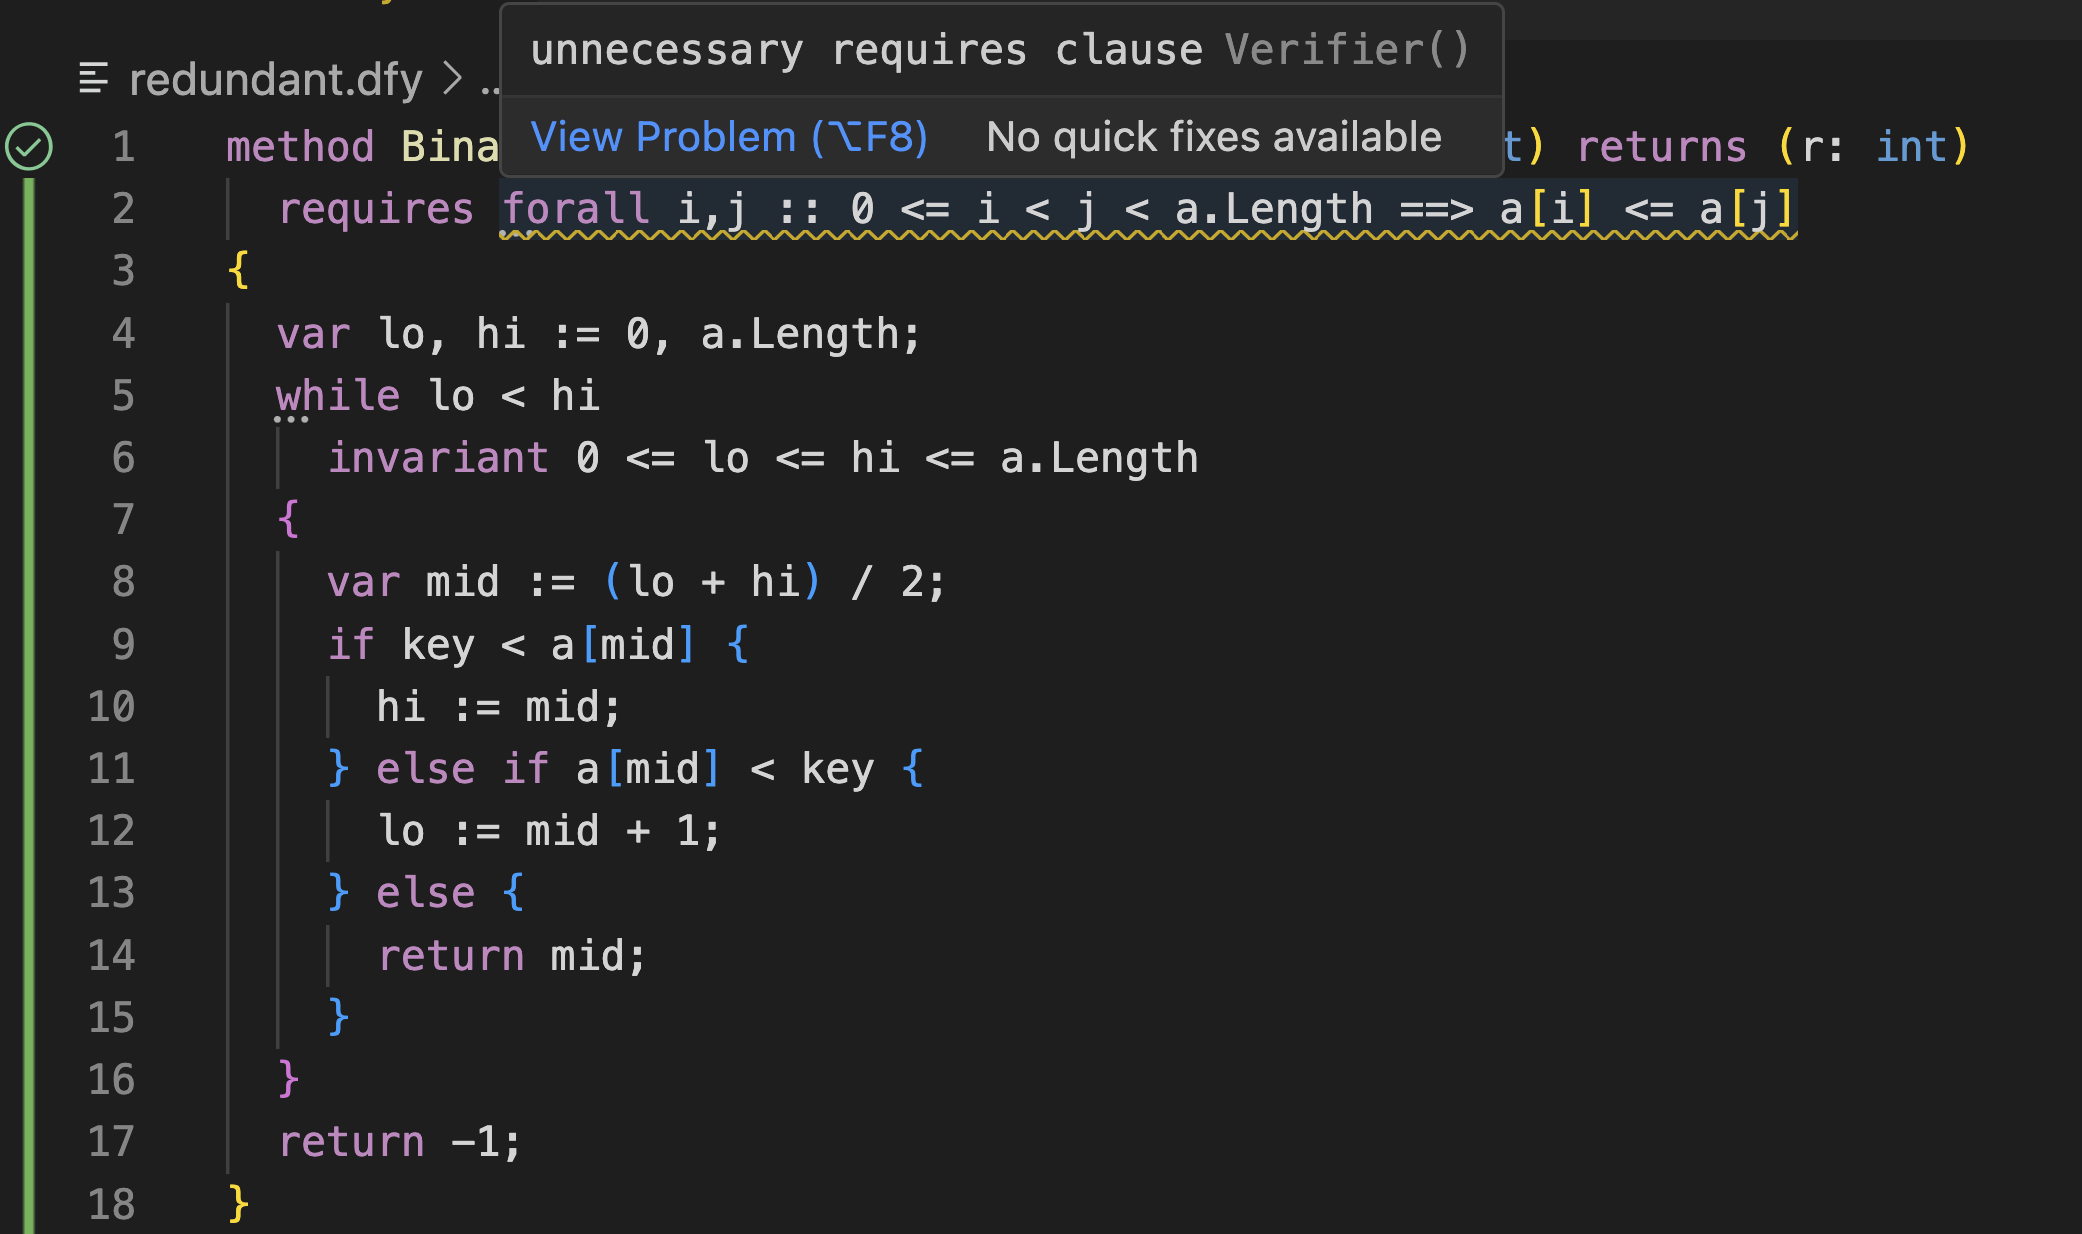 unnecessary requires clause Verifier()
redundant.dfy > ..
View Problem (⌥F8) No quick fixes available
1 method Bina t) returns (r: int)
2 requires forall i,j :: 0 <= i < j < a.Length ==> a[i] <= a[j]
3 {
4 var lo, hi := 0, a.Length;
5 while lo < hi
6 invariant 0 <= lo <= hi <= a.Length
7 {
8 var mid := (lo + hi) / 2;
9 if key < a[mid] {
10 hi := mid;
11 } else if a[mid] < key {
12 lo := mid + 1;
13 } else {
14 return mid;
15 }
16 }
17 return -1;
18 }